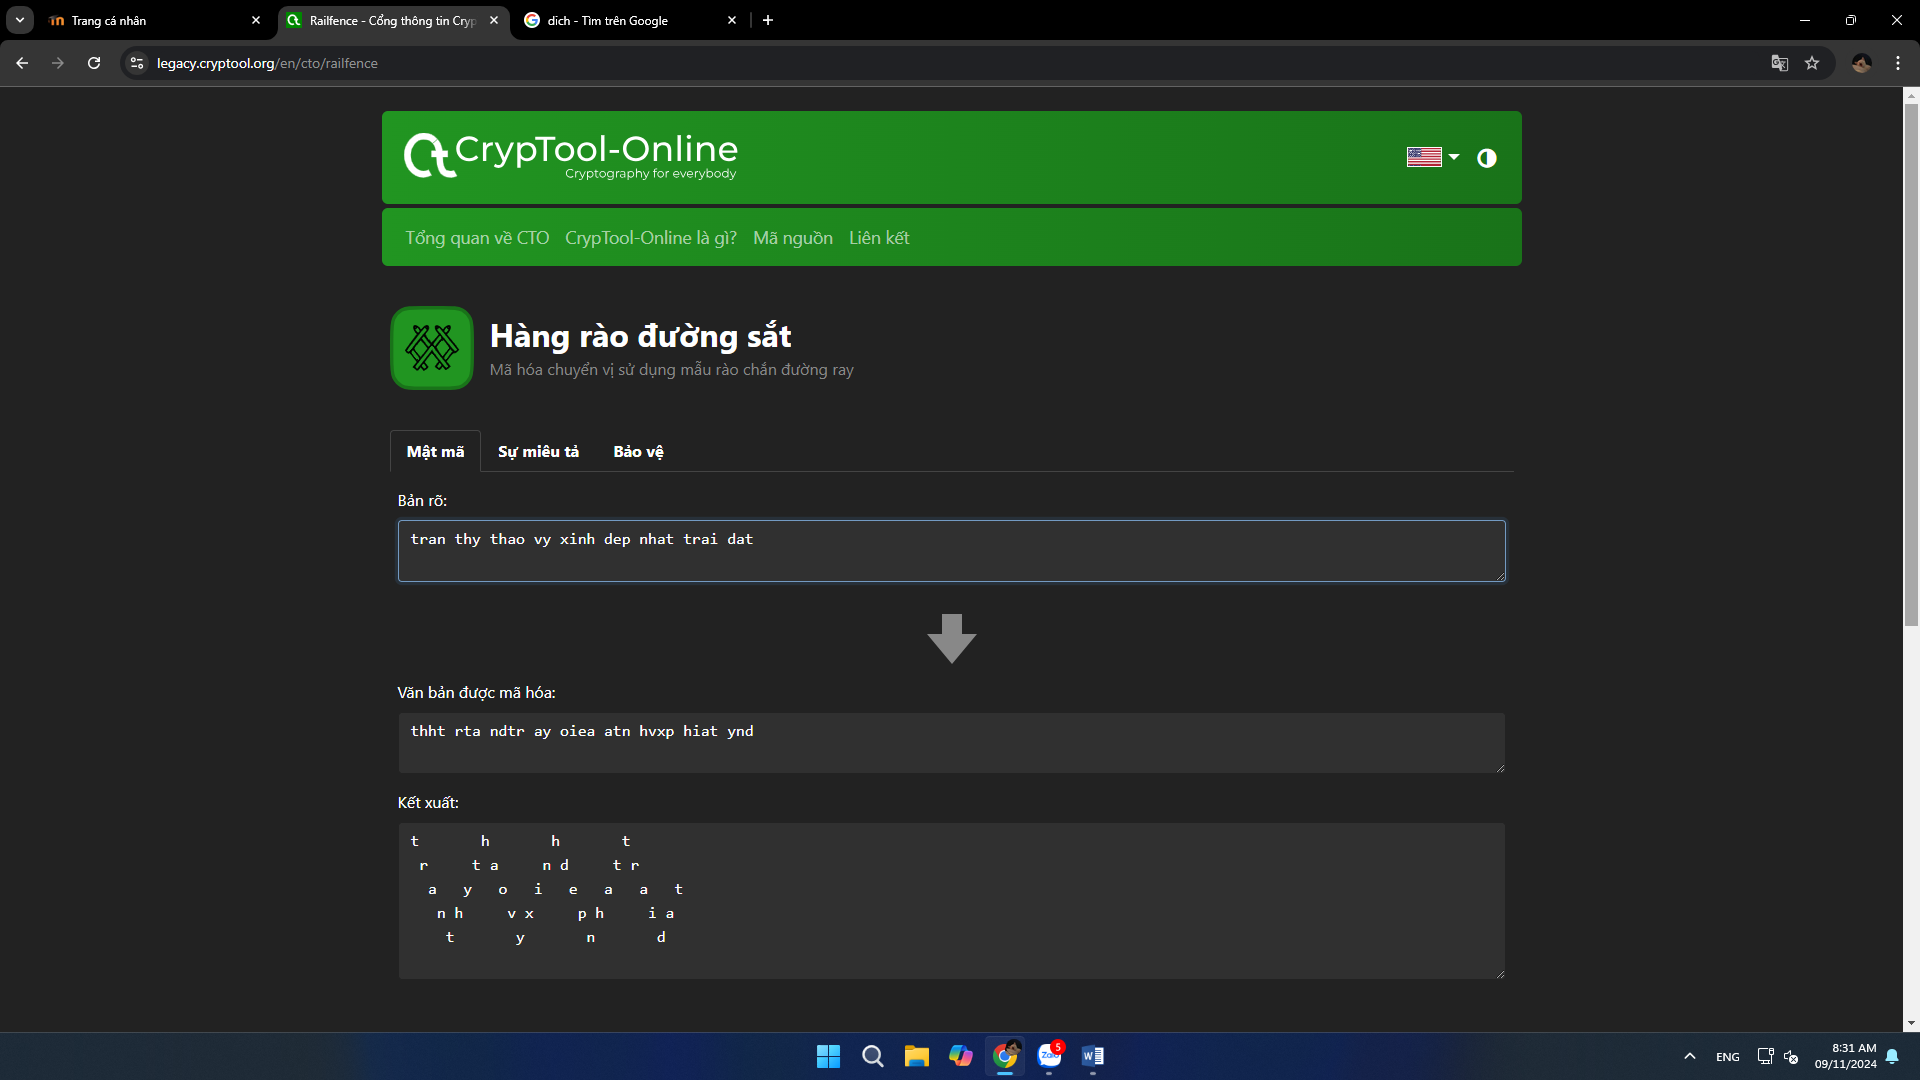 Trang cá nhân
Railfence - Cổng thông tin Cryp
dich - Tìm trên Google
legacy.cryptool.org/en/cto/railfence
CrypTool-Online
Cryptography for everybody
Tổng quan về CTO CrypTool-Online là gì? Mã nguồn Liên kết
Hàng rào đường sắt
Mã hóa chuyển vị sử dụng mẫu rào chắn đường ray
Mật mã Sự miêu tả Bảo vệ
Bản rõ:
tran thy thao vy xinh dep nhat trai dat
Văn bản được mã hóa:
thht rta ndtr ay oiea atn hvxp hiat ynd
Kết xuất:
t       h       h       t
 r     t a     n d     t r
  a   y   o   i   e   a   a   t
   n h     v x     p h     i a
    t       y       n       d
Zalo
5
ENG
8:31 AM
09/11/2024